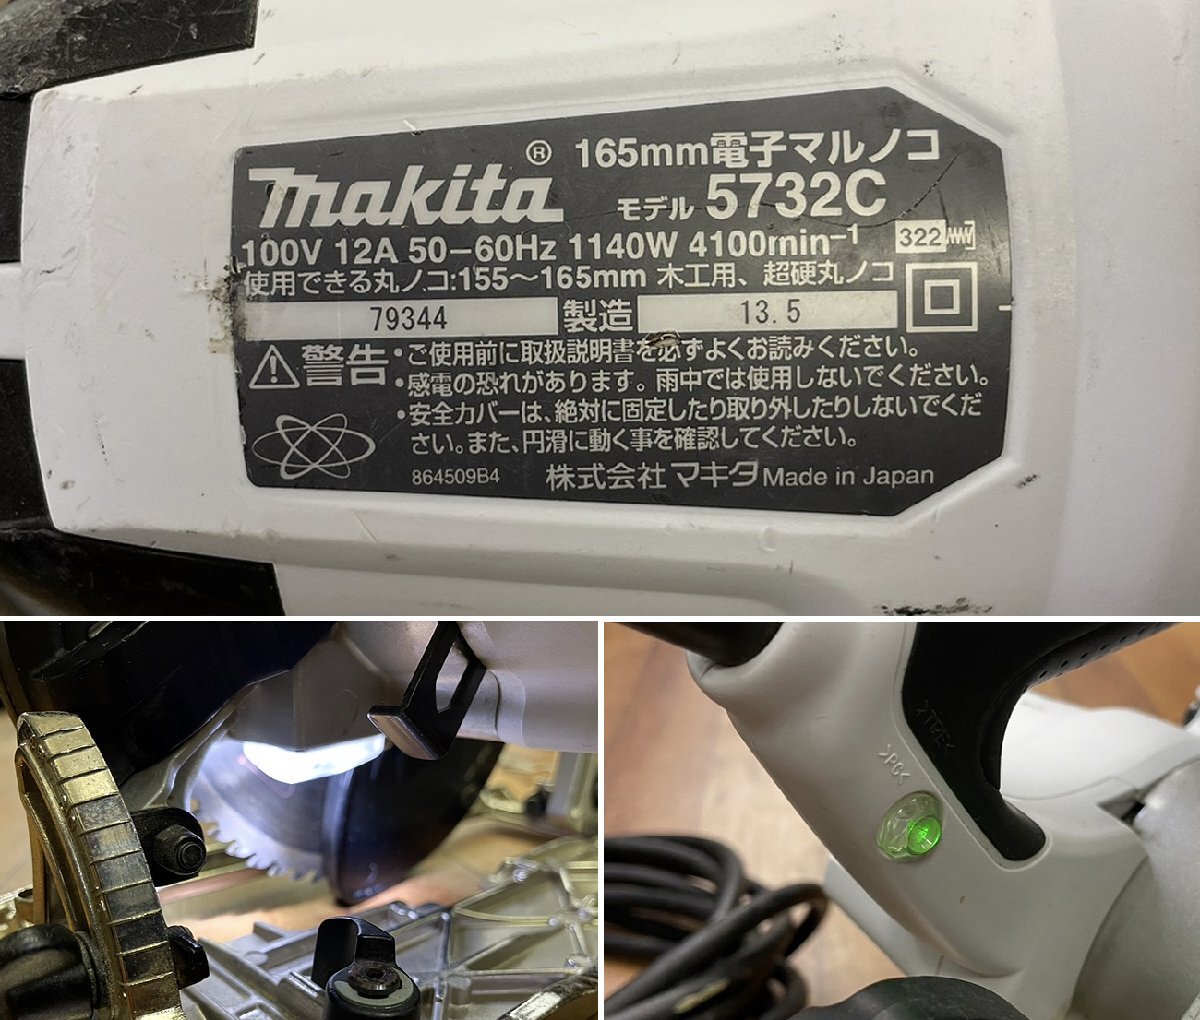 makita® 165mm電子マルノコ
モデル 5732C
100V 12A 50-60Hz 1140W 4100min-1 322
使用できる丸ノコ:155~165mm 木工用、超硬丸ノコ
79344 製造 13.5
警告 ・ご使用前に取扱説明書を必ずよくお読みください。
・感電の恐れがあります。雨中では使用しないでください。
・安全カバーは、絶対に固定したり取り外したりしないでくだ
さい。また、円滑に動く事を確認してください。
864509B4 株式会社マキタ Made in Japan
>TPE<
>PC<